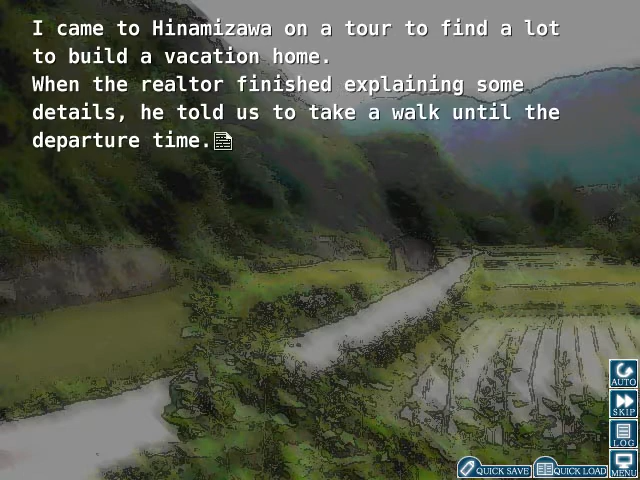 I came to Hinamizawa on a tour to find a lot
to build a vacation home.
When the realtor finished explaining some
details, he told us to take a walk until the
departure time.
AUTO
SKIP
LOG
QUICK SAVE
QUICK LOAD
MENU